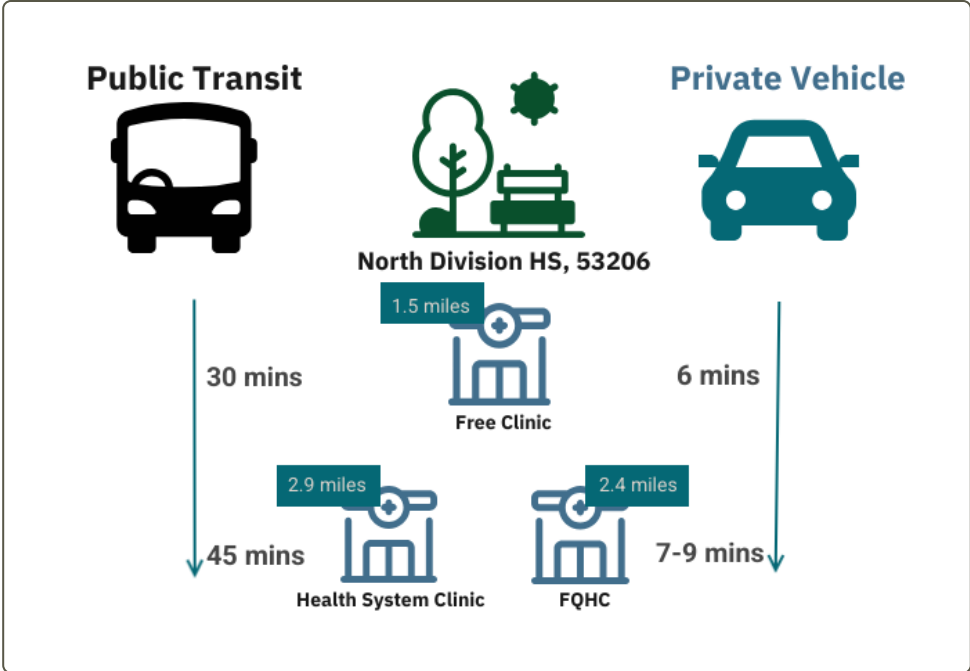 Public Transit
Private Vehicle
North Division HS, 53206
1.5 miles
30 mins
6 mins
Free Clinic
2.9 miles
2.4 miles
45 mins
7-9 mins
Health System Clinic
FQHC